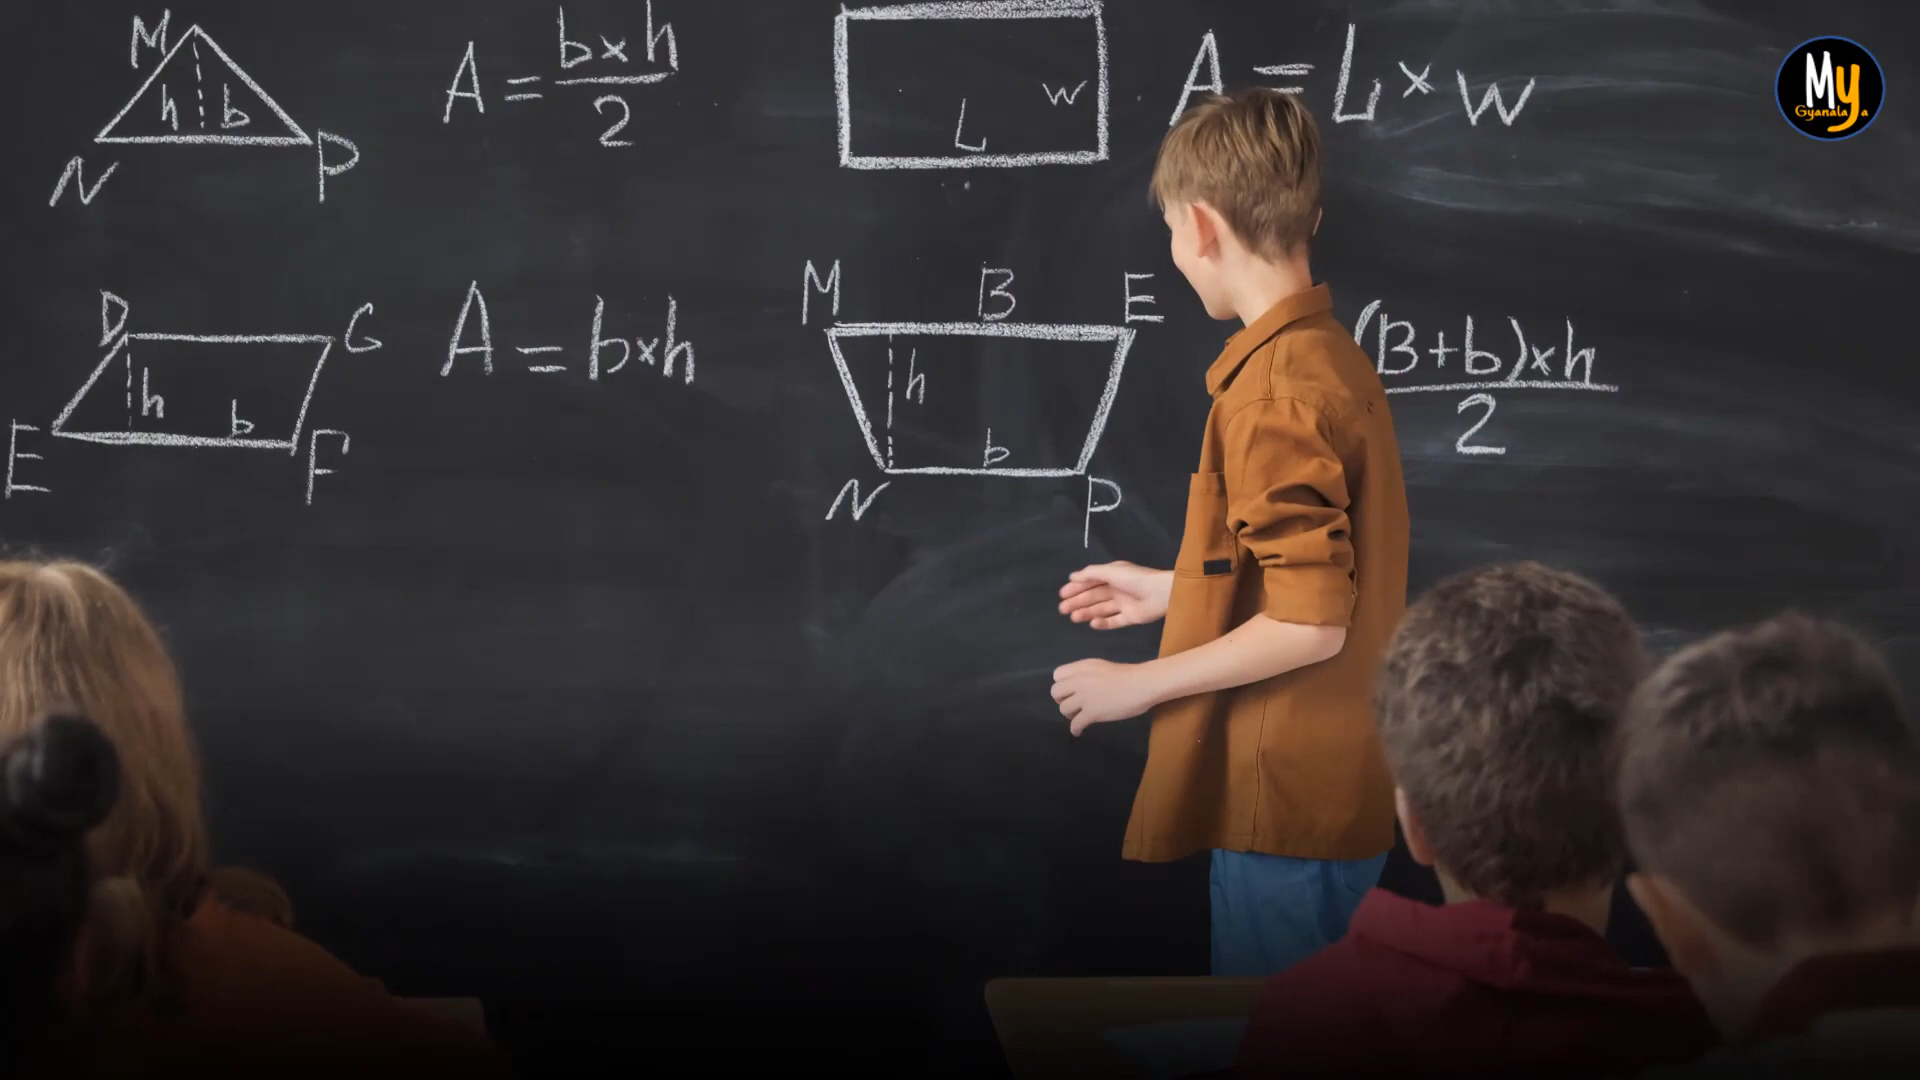 M
h b
N P
A = b×h
2
L W
A = L×W
My
Gyanalaya
D G
h b
E F
A = b×h
M B E
h
b
N P
(B+b)×h
2